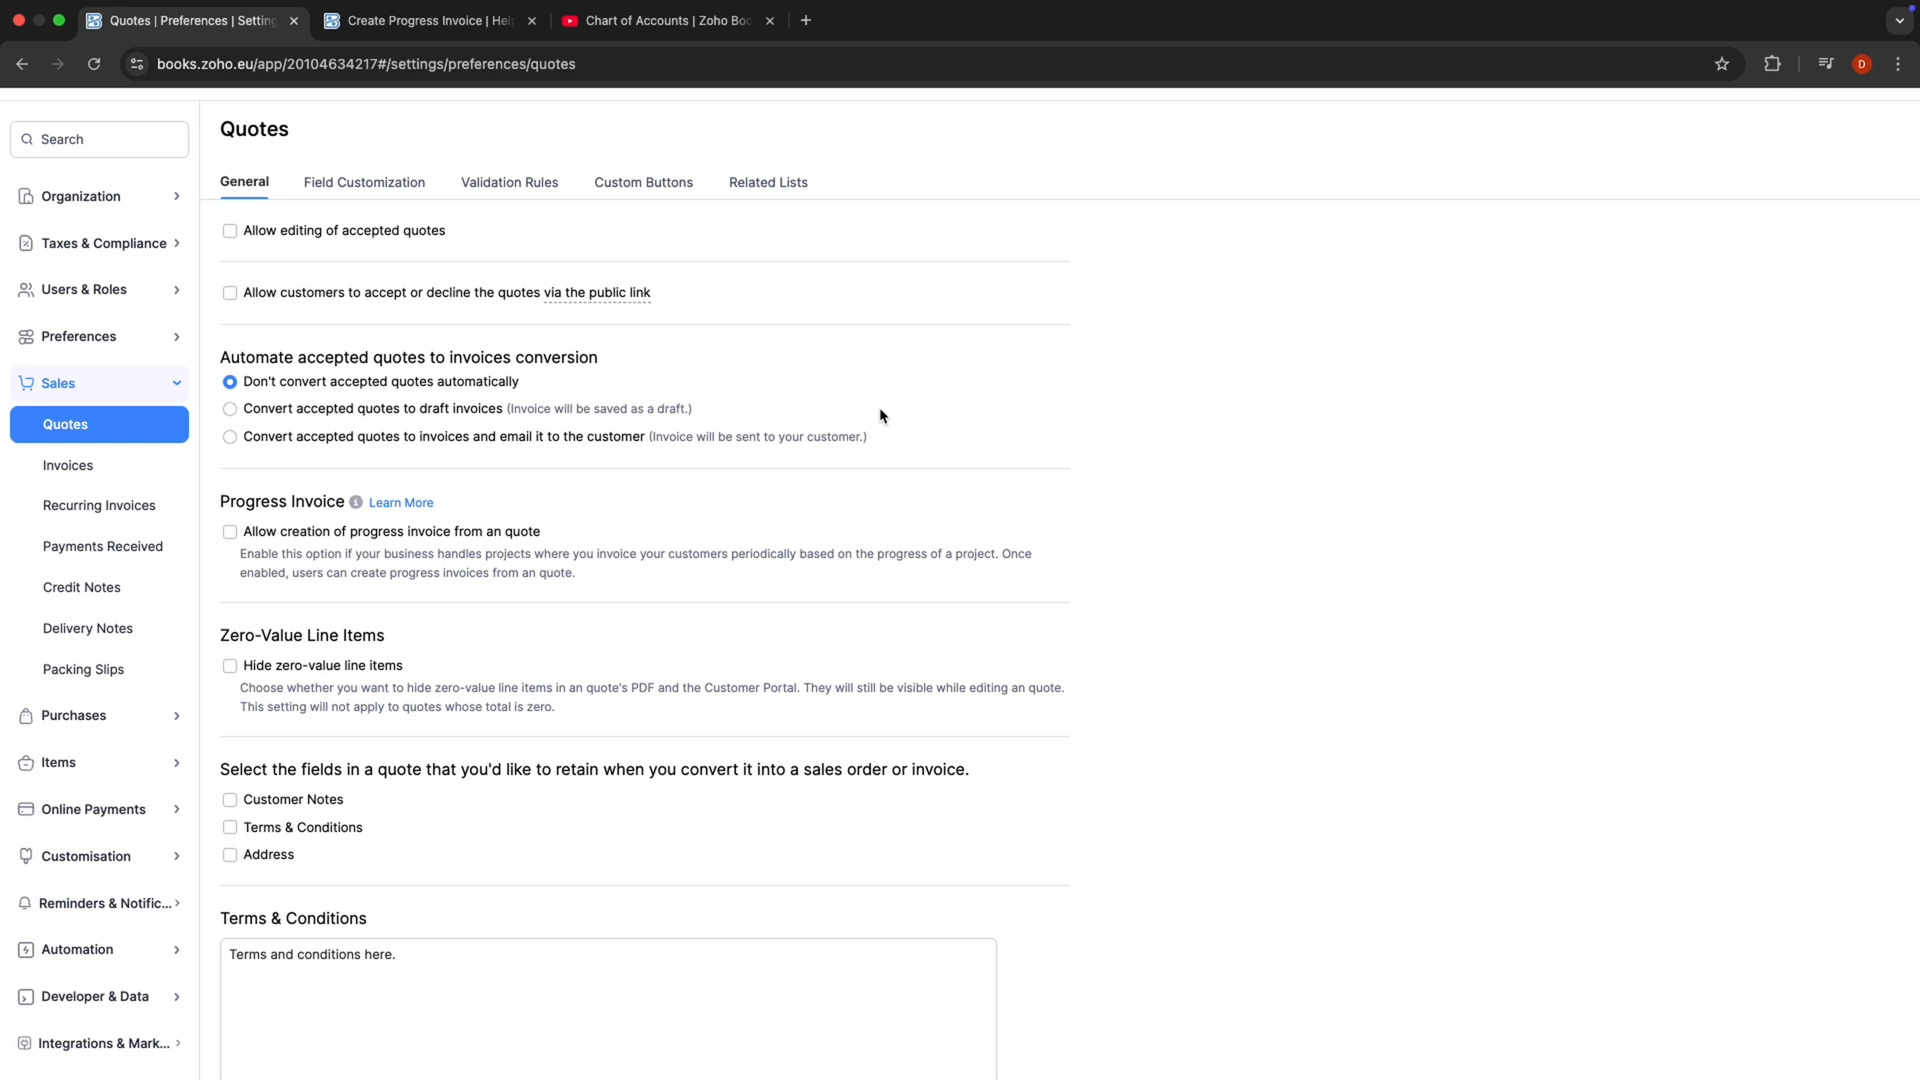 Quotes | Preferences | Setting
Create Progress Invoice | Hel
Chart of Accounts | Zoho Boo
books.zoho.eu/app/20104634217#/settings/preferences/quotes
D
Search
Organization
Taxes & Compliance
Users & Roles
Preferences
Sales
Quotes
Invoices
Recurring Invoices
Payments Received
Credit Notes
Delivery Notes
Packing Slips
Purchases
Items
Online Payments
Customisation
Reminders & Notific...
Automation
Developer & Data
Integrations & Mark...
Quotes
General
Field Customization
Validation Rules
Custom Buttons
Related Lists
Allow editing of accepted quotes
Allow customers to accept or decline the quotes via the public link
Automate accepted quotes to invoices conversion
Don't convert accepted quotes automatically
Convert accepted quotes to draft invoices (Invoice will be saved as a draft.)
Convert accepted quotes to invoices and email it to the customer (Invoice will be sent to your customer.)
Progress Invoice Learn More
Allow creation of progress invoice from an quote
Enable this option if your business handles projects where you invoice your customers periodically based on the progress of a project. Once
enabled, users can create progress invoices from an quote.
Zero-Value Line Items
Hide zero-value line items
Choose whether you want to hide zero-value line items in an quote's PDF and the Customer Portal. They will still be visible while editing an quote.
This setting will not apply to quotes whose total is zero.
Select the fields in a quote that you'd like to retain when you convert it into a sales order or invoice.
Customer Notes
Terms & Conditions
Address
Terms & Conditions
Terms and conditions here.